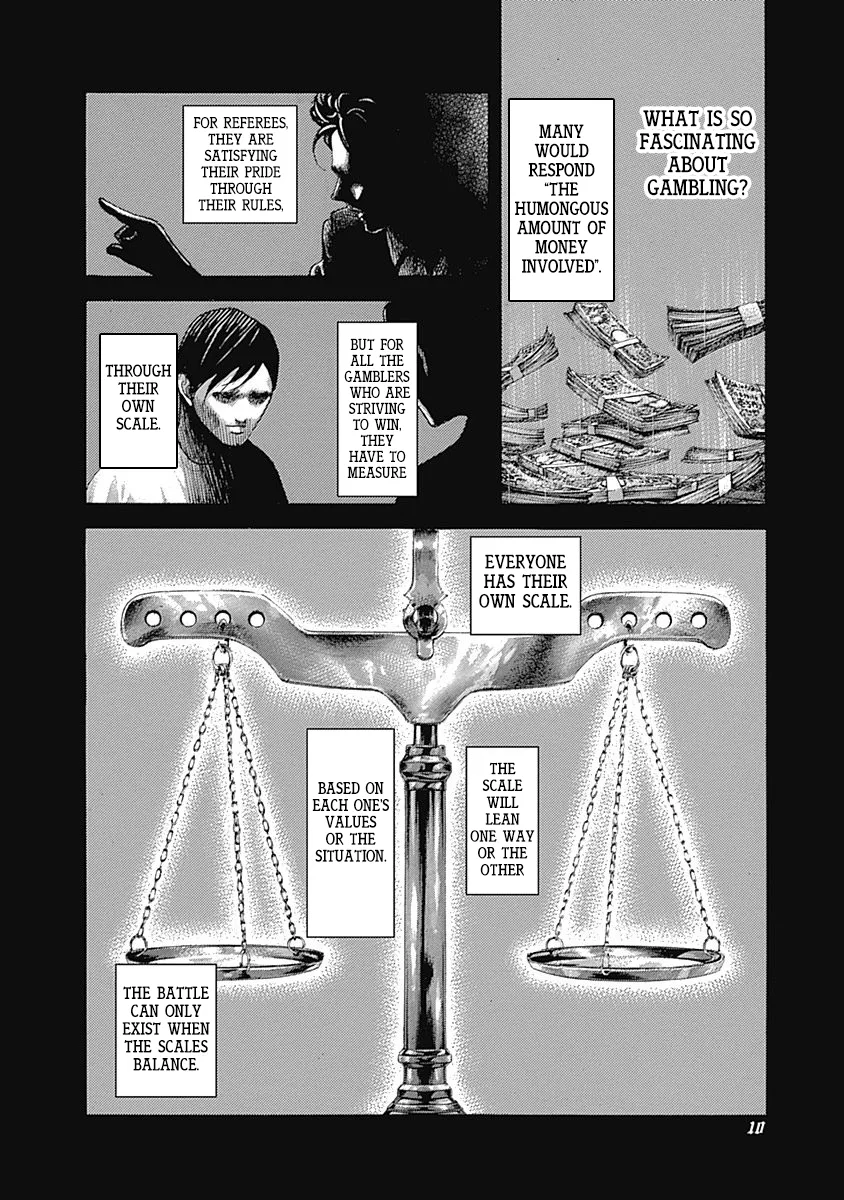 WHAT IS SO
FASCINATING
ABOUT
GAMBLING?
MANY
WOULD
RESPOND
"THE
HUMONGOUS
AMOUNT OF
MONEY
INVOLVED".
FOR REFEREES,
THEY ARE
SATISFYING
THEIR PRIDE
THROUGH
THEIR RULES,
BUT FOR
ALL THE
GAMBLERS
WHO ARE
STRIVING
TO WIN,
THEY
HAVE TO
MEASURE
THROUGH
THEIR
OWN
SCALE.
EVERYONE
HAS THEIR
OWN SCALE.
THE
SCALE
WILL
LEAN
ONE WAY
OR THE
OTHER
BASED ON
EACH ONE'S
VALUES
OR THE
SITUATION.
THE BATTLE
CAN ONLY
EXIST WHEN
THE SCALES
BALANCE.
10